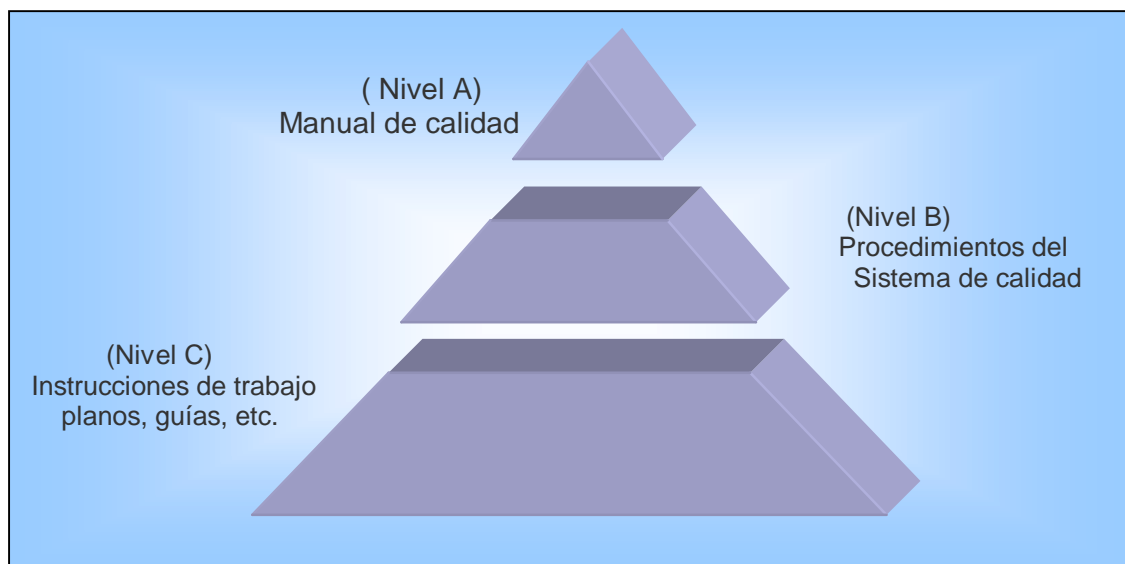 ( Nivel A)
Manual de calidad
(Nivel B)
Procedimientos del
Sistema de calidad
(Nivel C)
Instrucciones de trabajo
planos, guías, etc.